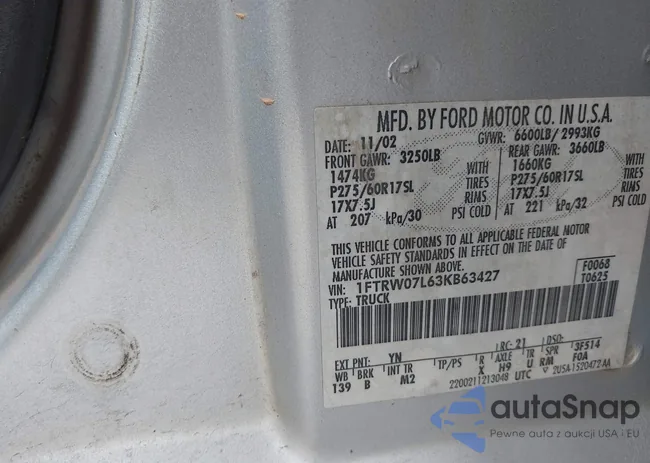 MFD. BY FORD MOTOR CO. IN U.S.A.
DATE: 11/02 GVWR: 6600LB/ 2993KG
FRONT GAWR: 3250LB REAR GAWR: 3660LB
1474KG WITH 1660KG WITH
P275/60R17SL TIRES P275/60R17SL TIRES
17X7.5J RIMS 17X7.5J RIMS
AT 207 kPa/30 PSI COLD AT 221 kPa/32 PSI COLD
THIS VEHICLE CONFORMS TO ALL APPLICABLE FEDERAL MOTOR
VEHICLE SAFETY STANDARDS IN EFFECT ON THE DATE OF
MANUFACTURE SHOWN ABOVE.
VIN: 1FTRW07L63KB63427 F0068
TYPE: TRUCK T0625
EXT PNT: YN RC: 21 DSO: 3F514
WB BRK INT TR TP/PS R AXLE TR SPR F0A
139 B M2 X H9 U RM
2200211213048 UTC 2U5A-1520472-AA
autaSnap
Pewne auta z aukcji USA i EU